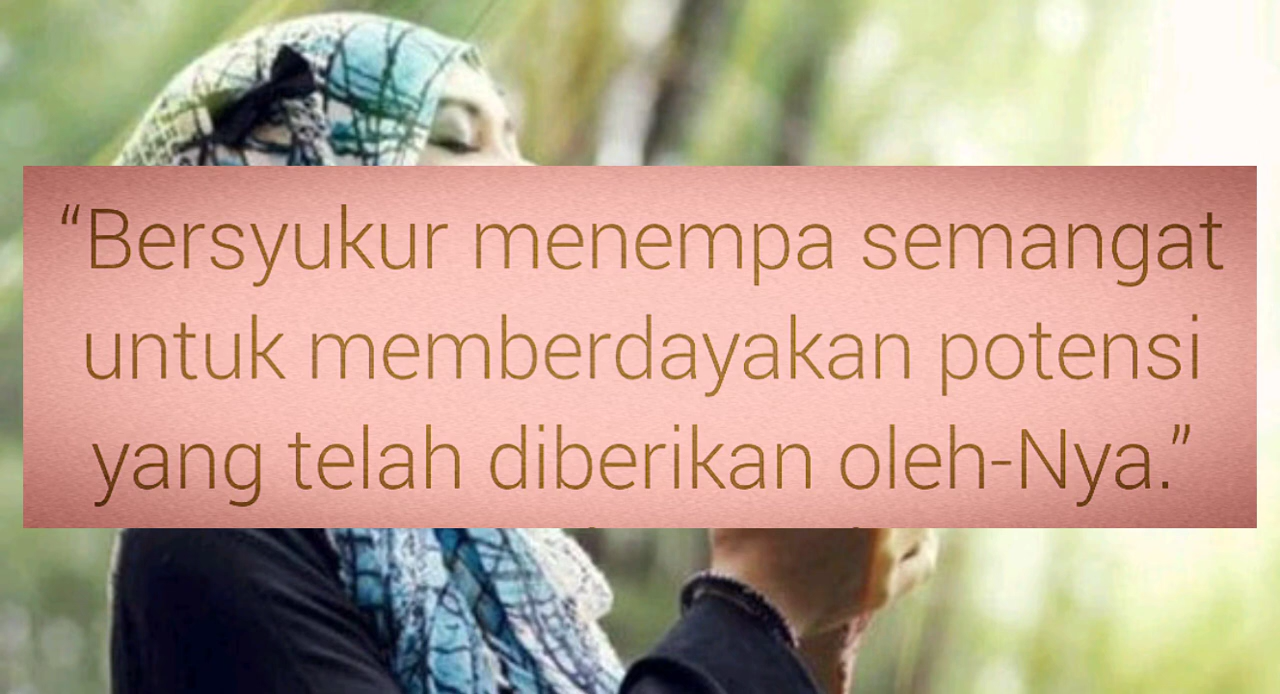 “Bersyukur menempa semangat
untuk memberdayakan potensi
yang telah diberikan oleh-Nya.”